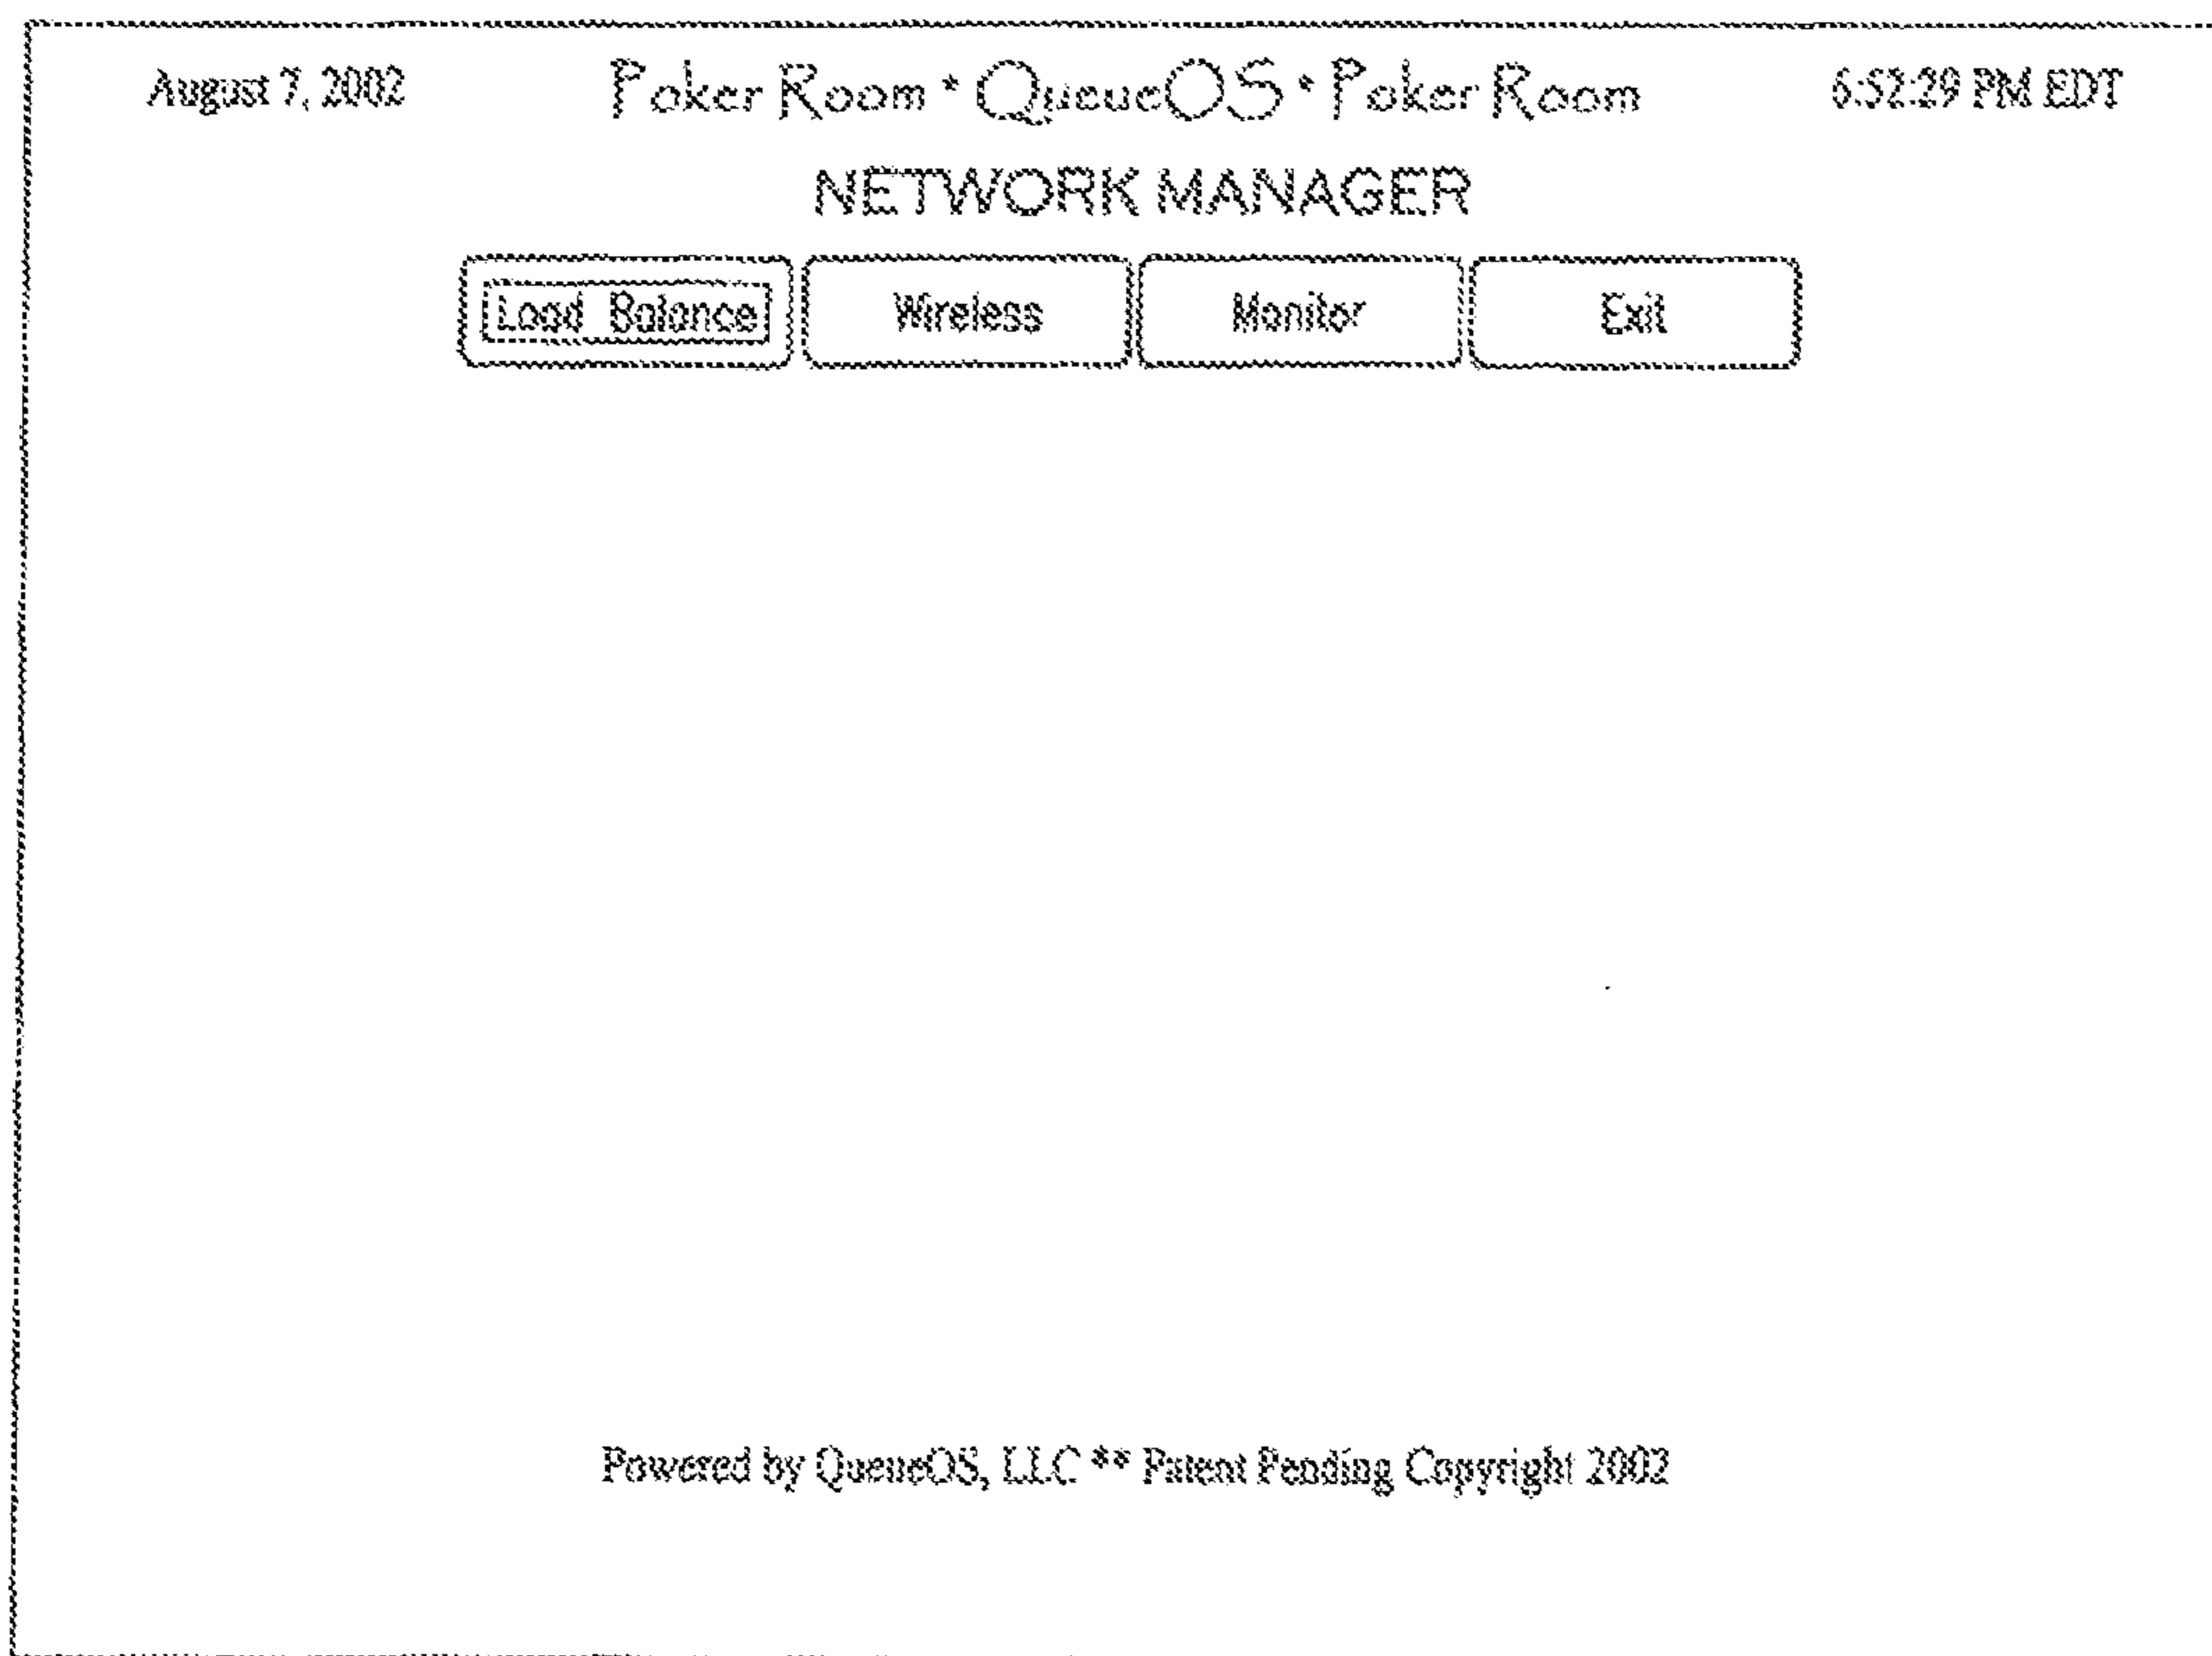 August 7, 2002 Poker Room * QueueOS * Poker Room 6:52:29 PM EDT
NETWORK MANAGER
Load Balance Wireless Monitor Exit
Powered by QueueOS, LLC ** Patent Pending Copyright 2002